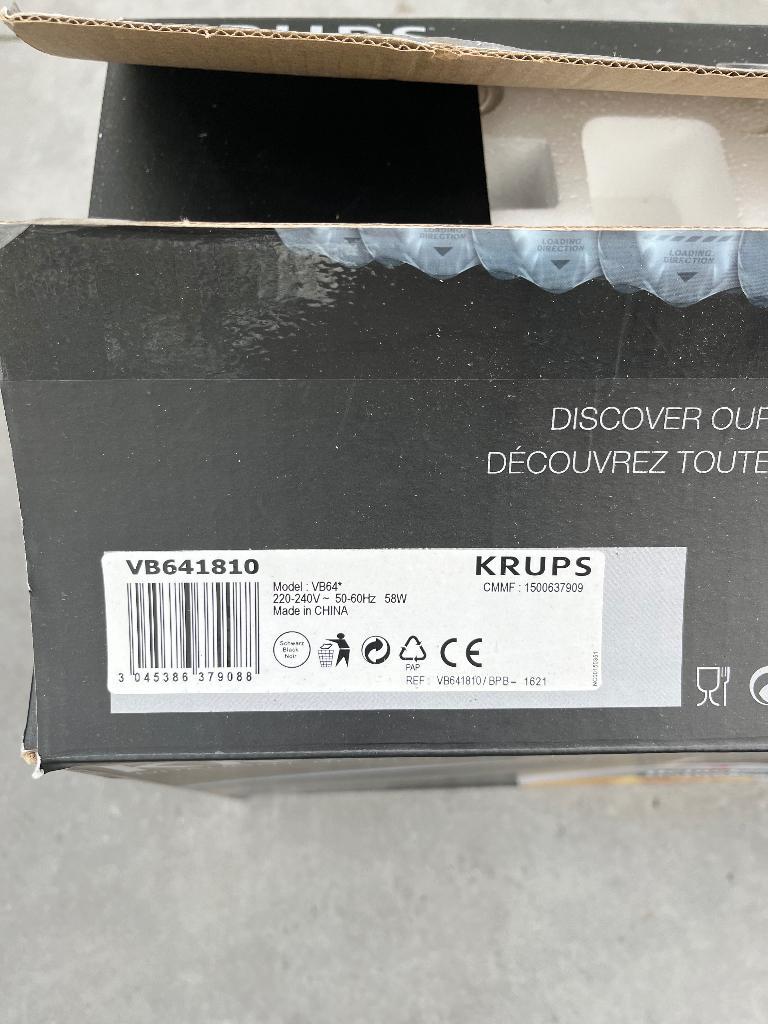 KRUPS
DIRECTION
LOADING
DIRECTION
LOADING
DIRECTION
DISCOVER OUR
DÉCOUVREZ TOUTE
VB641810
KRUPS
Model : VB64*
CMMF : 1500637909
220-240V ~ 50-60Hz 58W
Made in CHINA
Schwarz
Black
Noir
PAP
CE
3 045386 379088
REF : VB641810/BPB - 1621